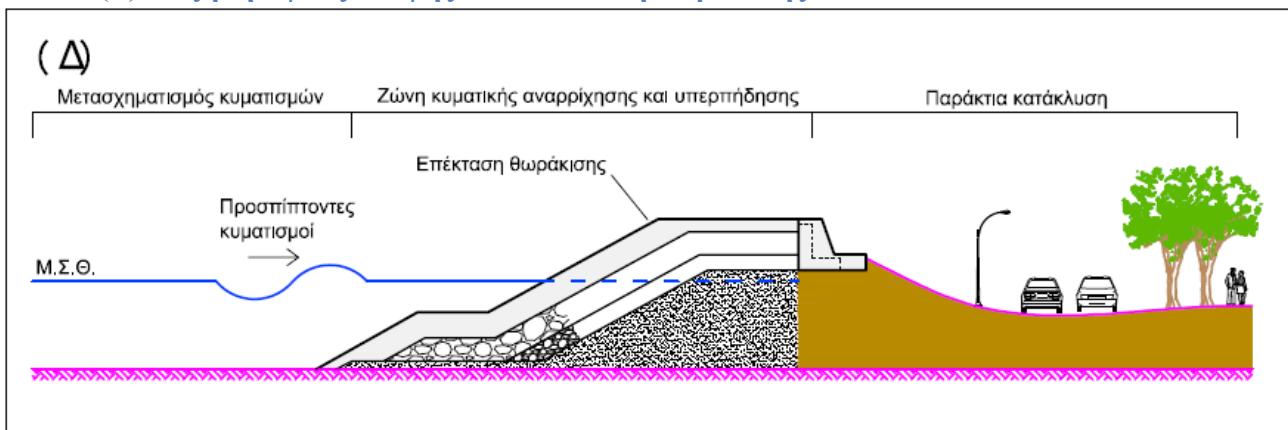 ( Δ)
Μετασχηματισμός κυματισμών
Ζώνη κυματικής αναρρίχησης και υπερπήδησης
Παράκτια κατάκλυση
Επέκταση θωράκισης
Προσπίπτοντες
κυματισμοί
Μ.Σ.Θ.